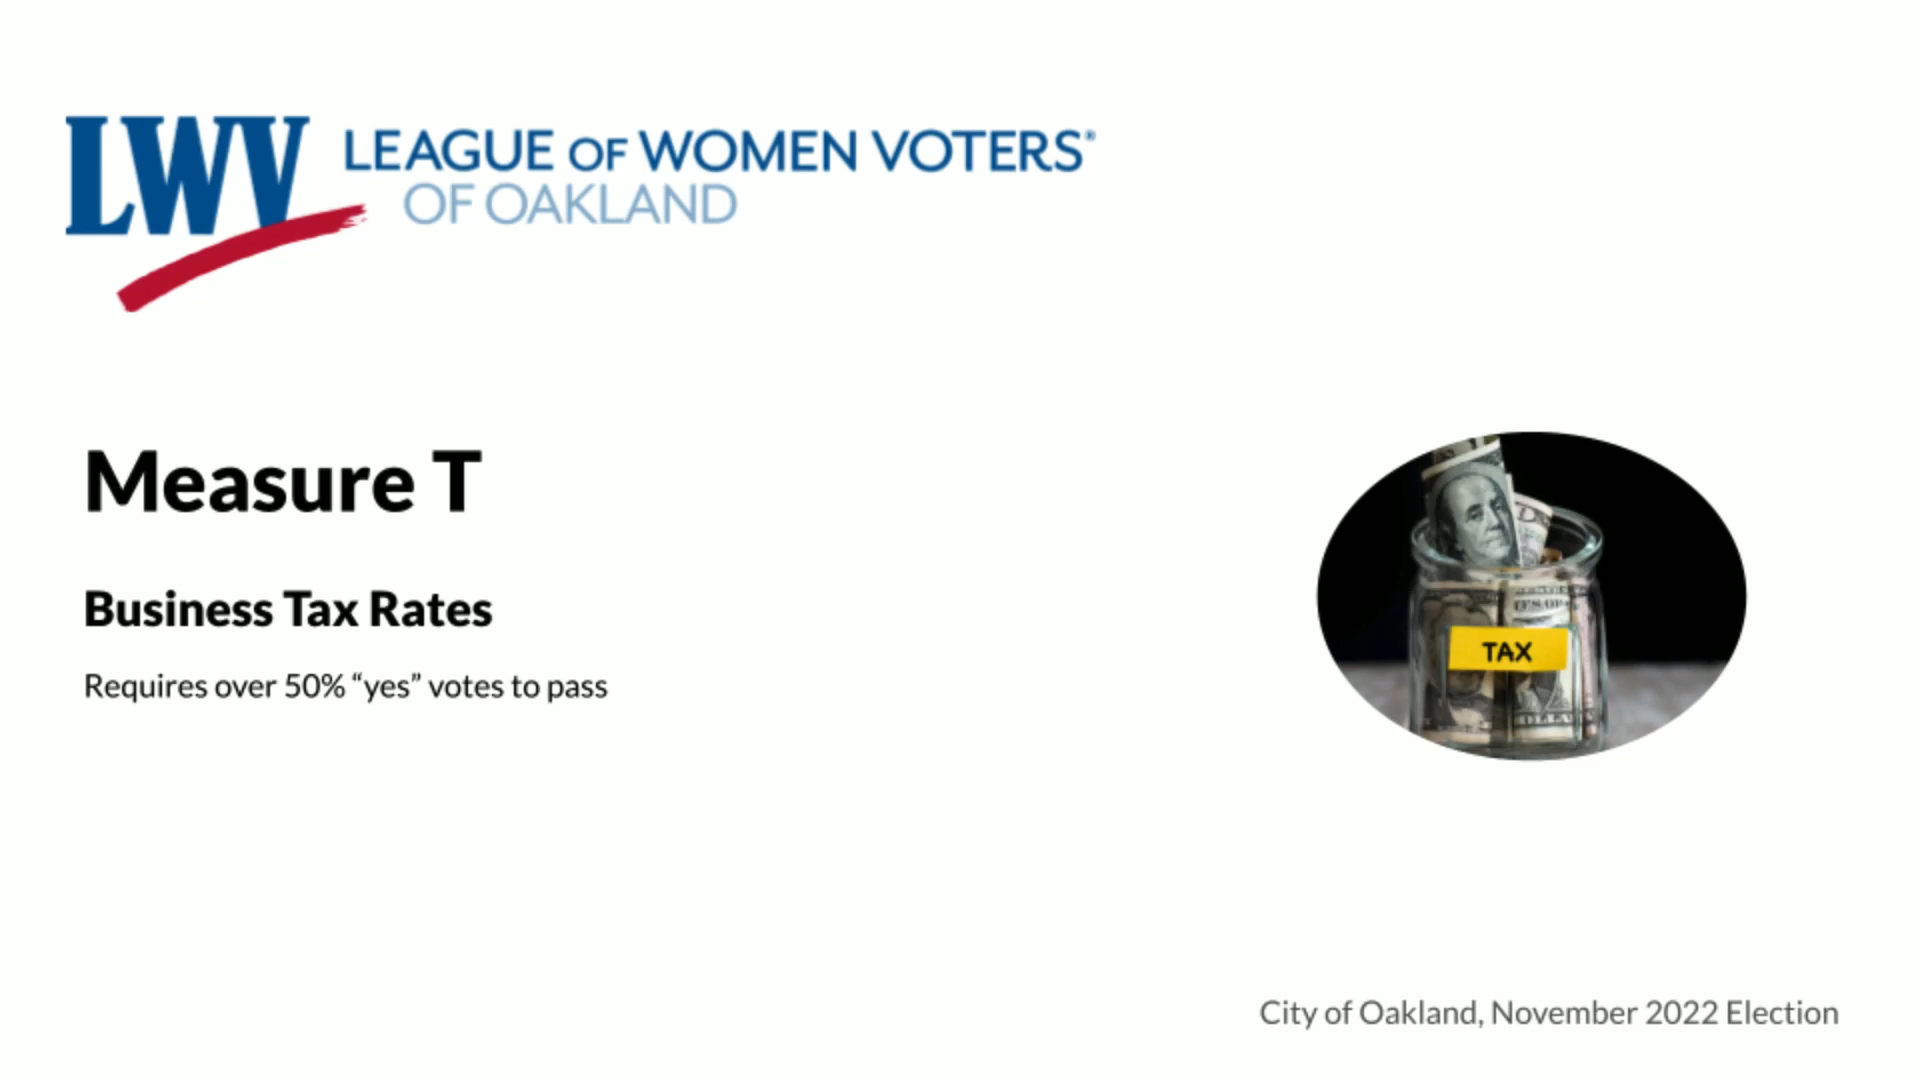 LWV LEAGUE OF WOMEN VOTERS®
OF OAKLAND
Measure T
Business Tax Rates
Requires over 50% “yes” votes to pass
TAX
City of Oakland, November 2022 Election